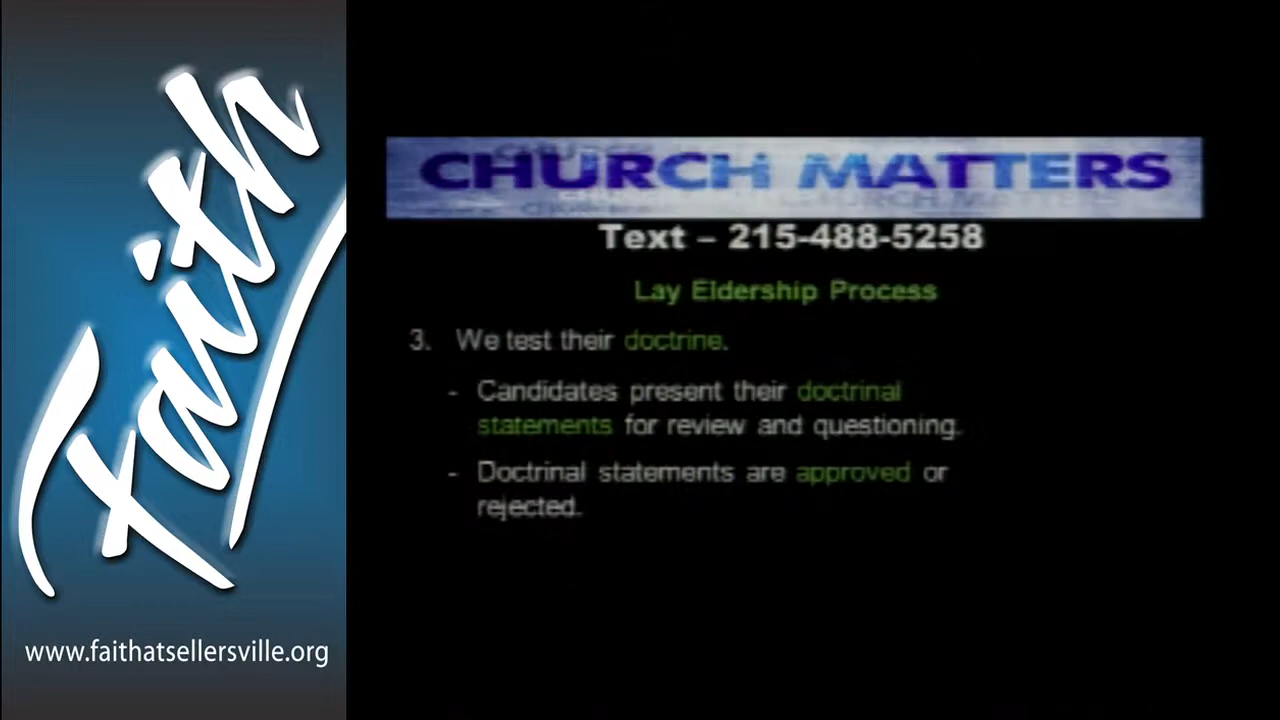 Faith
www.faithatsellersville.org
CHURCH MATTERS
Text – 215-488-5258
Lay Eldership Process
3. We test their doctrine.
- Candidates present their doctrinal
statements for review and questioning.
- Doctrinal statements are approved or
rejected.